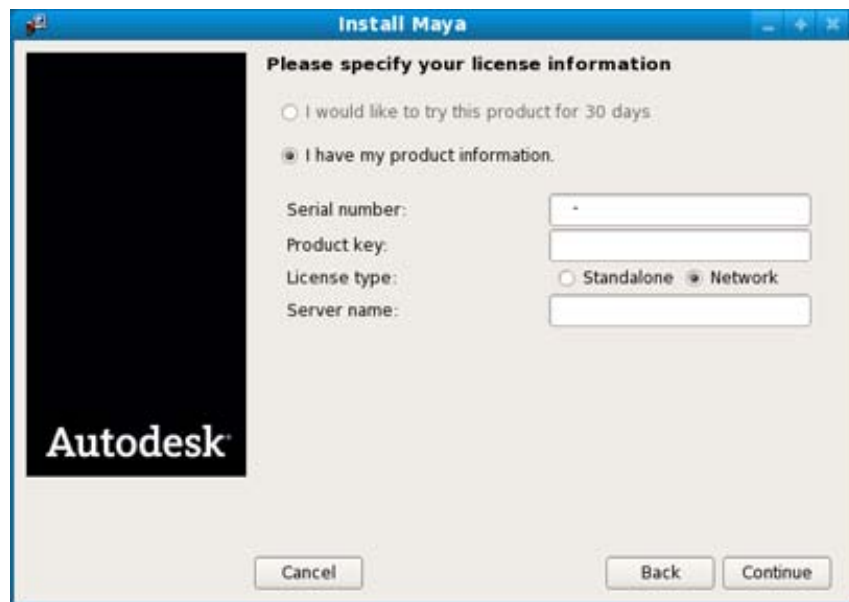 Install Maya
Please specify your license information
I would like to try this product for 30 days
I have my product information.
Serial number: -
Product key:
License type: Standalone Network
Server name:
Autodesk
Cancel Back Continue